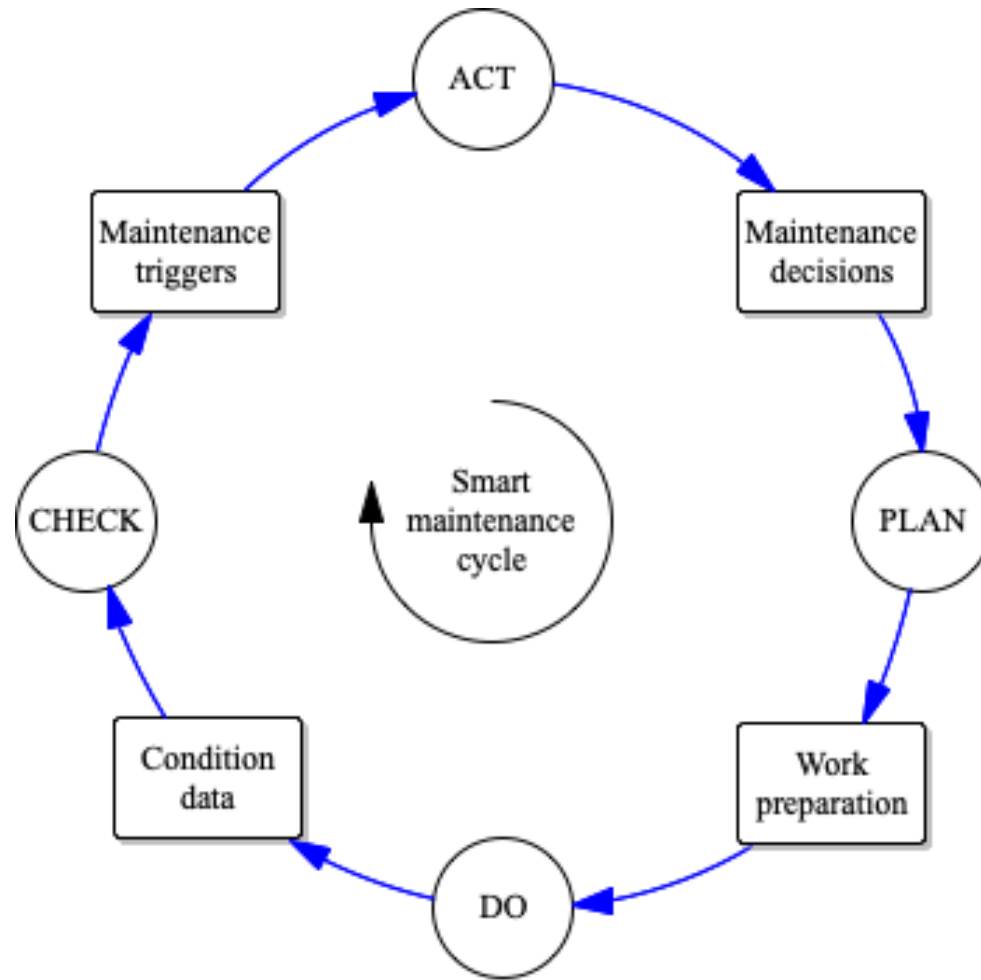 ACT
Maintenance
triggers
Maintenance
decisions
CHECK
Smart
maintenance
cycle
PLAN
Condition
data
Work
preparation
DO